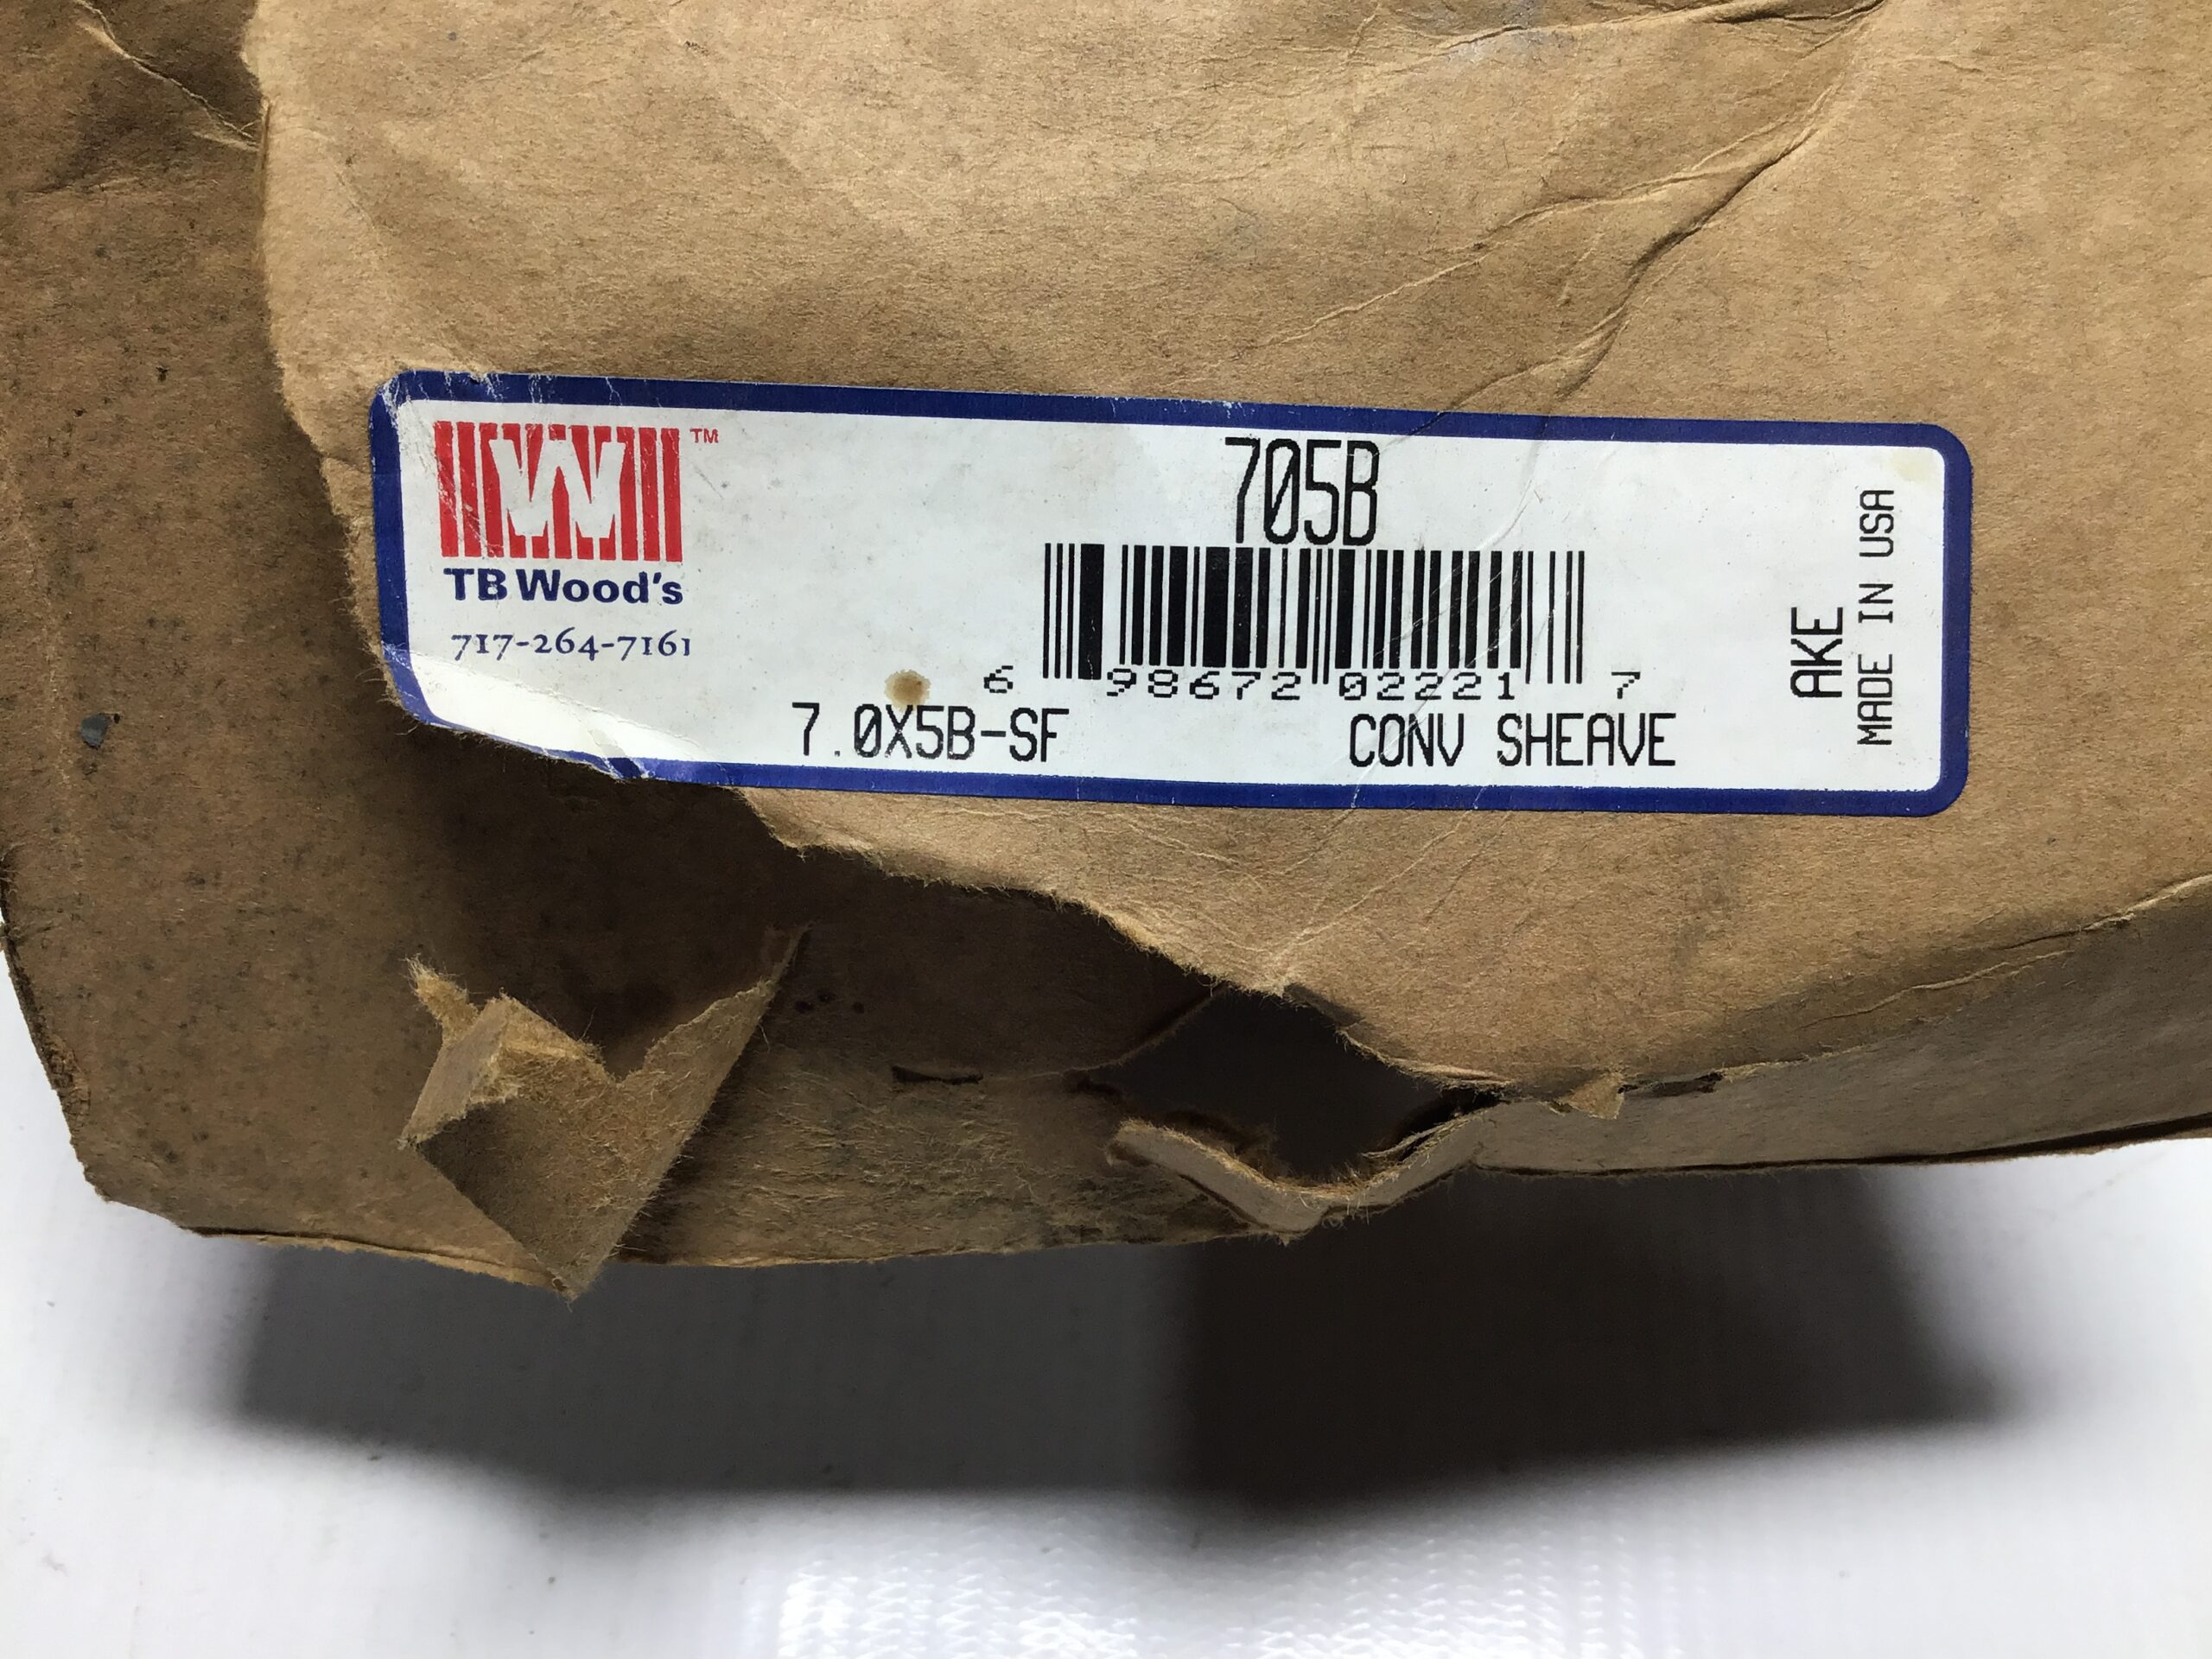 TM
TB Wood's
717-264-7161
705B
6 98672 02221 7
7.0X5B-SF CONV SHEAVE
AKE
MADE IN USA